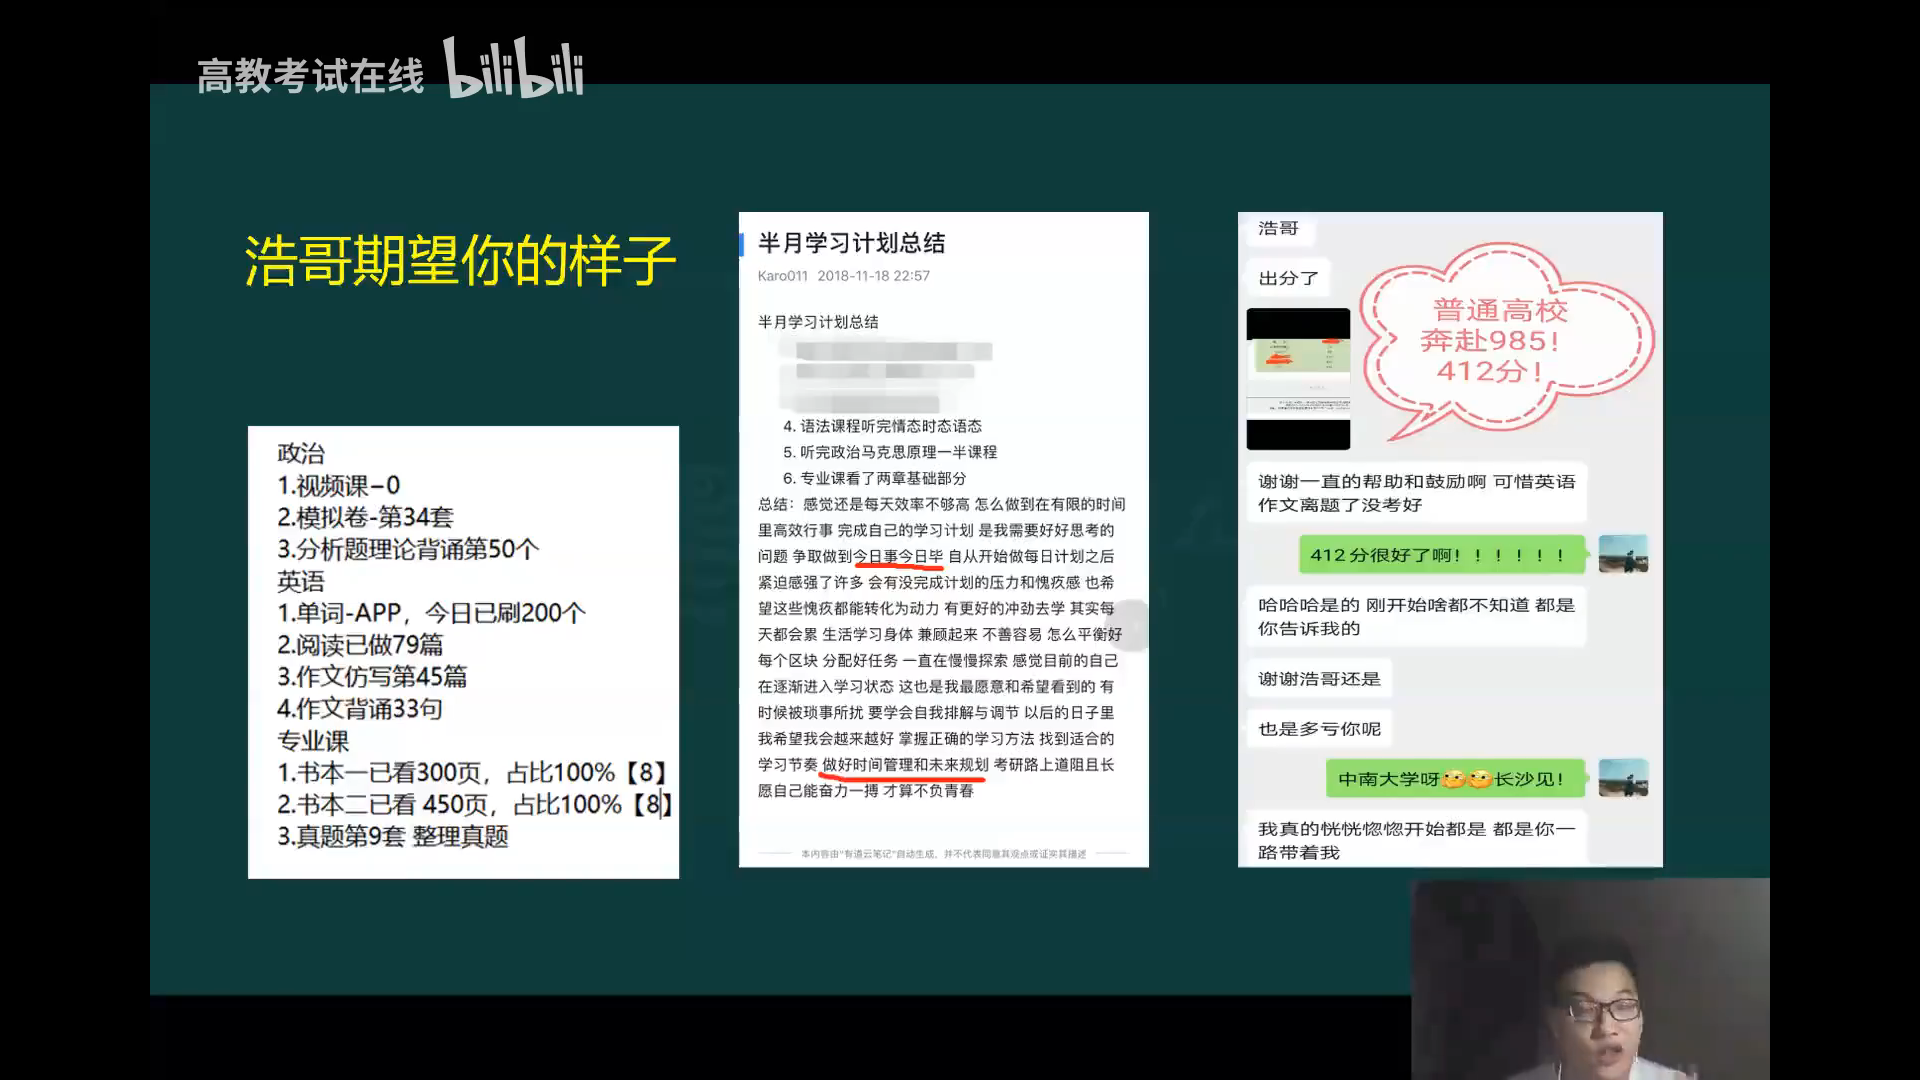 高教考试在线 bilibili
浩哥期望你的样子
政治
1.视频课–0
2.模拟卷-第34套
3.分析题理论背诵第50个
英语
1.单词-APP，今日已刷200个
2.阅读已做79篇
3.作文仿写第45篇
4.作文背诵33句
专业课
1.书本一已看300页，占比100%【8】
2.书本二已看 450页，占比100%【8】
3.真题第9套 整理真题
半月学习计划总结
Karo011 2018-11-18 22:57
半月学习计划总结
4. 语法课程听完情态时态语态
5. 听完政治马克思原理一半课程
6. 专业课看了两章基础部分
总结：感觉还是每天效率不够高 怎么做到在有限的时间
里高效行事 完成自己的学习计划 是我需要好好思考的
问题 争取做到今日事今日毕 自从开始做每日计划之后
紧迫感强了许多 会有没完成计划的压力和愧疚感 也希
望这些愧疚都能转化为动力 有更好的冲劲去学 其实每
天都会累 生活学习身体 兼顾起来 不善容易 怎么平衡好
每个区块 分配好任务 一直在慢慢探索 感觉目前的自己
在逐渐进入学习状态 这也是我最愿意和希望看到的 有
时候被琐事所扰 要学会自我排解与调节 以后的日子里
我希望我会越来越好 掌握正确的学习方法 找到适合的
学习节奏 做好时间管理和未来规划 考研路上道阻且长
愿自己能奋力一搏 才算不负青春
本内容由“有道云笔记”自动生成，并不代表同意其观点或证实其描述
浩哥
出分了
普通高校
奔赴985！
412分！
谢谢一直的帮助和鼓励啊 可惜英语
作文离题了没考好
412分很好了啊！！！！！！
哈哈哈是的 刚开始啥都不知道 都是
你告诉我的
谢谢浩哥还是
也是多亏你呢
中南大学呀🤭🤭长沙见！
我真的恍恍惚惚开始都是 都是你一
路带着我